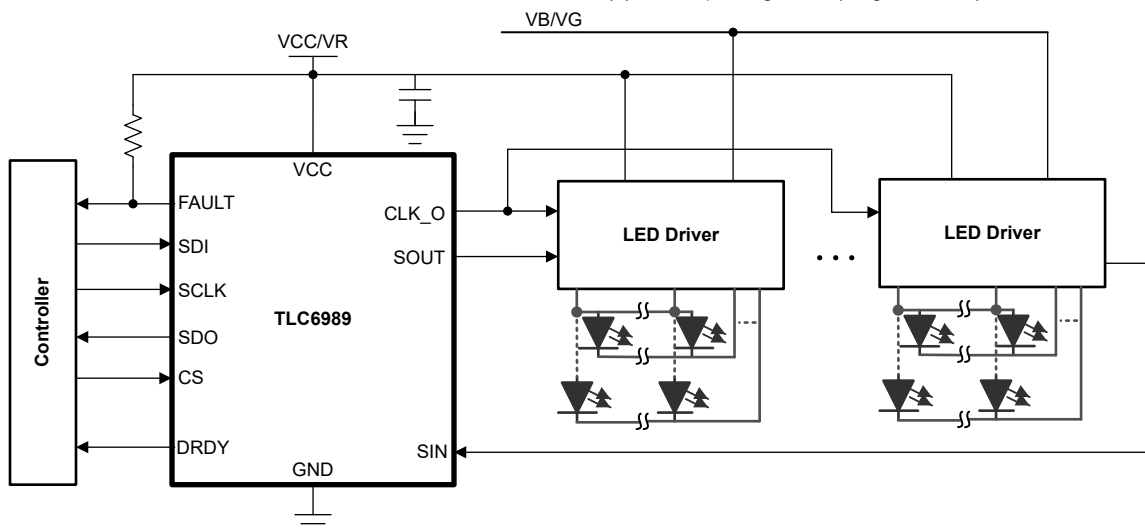 VB/VG
VCC/VR
VCC
FAULT
SDI
SCLK
SDO
CS
DRDY
Controller
TLC6989
CLK_O
SOUT
SIN
GND
LED Driver
...
LED Driver